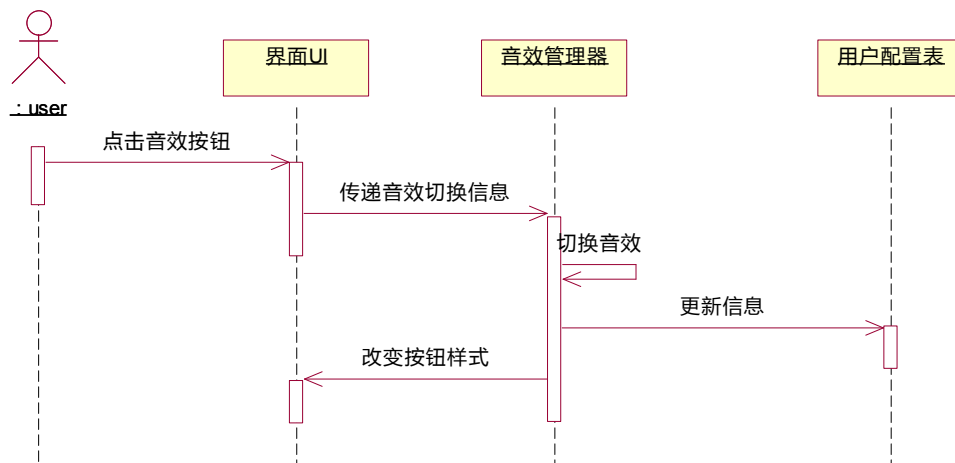 界面UI
音效管理器
用户配置表
: user
点击音效按钮
传递音效切换信息
切换音效
更新信息
改变按钮样式